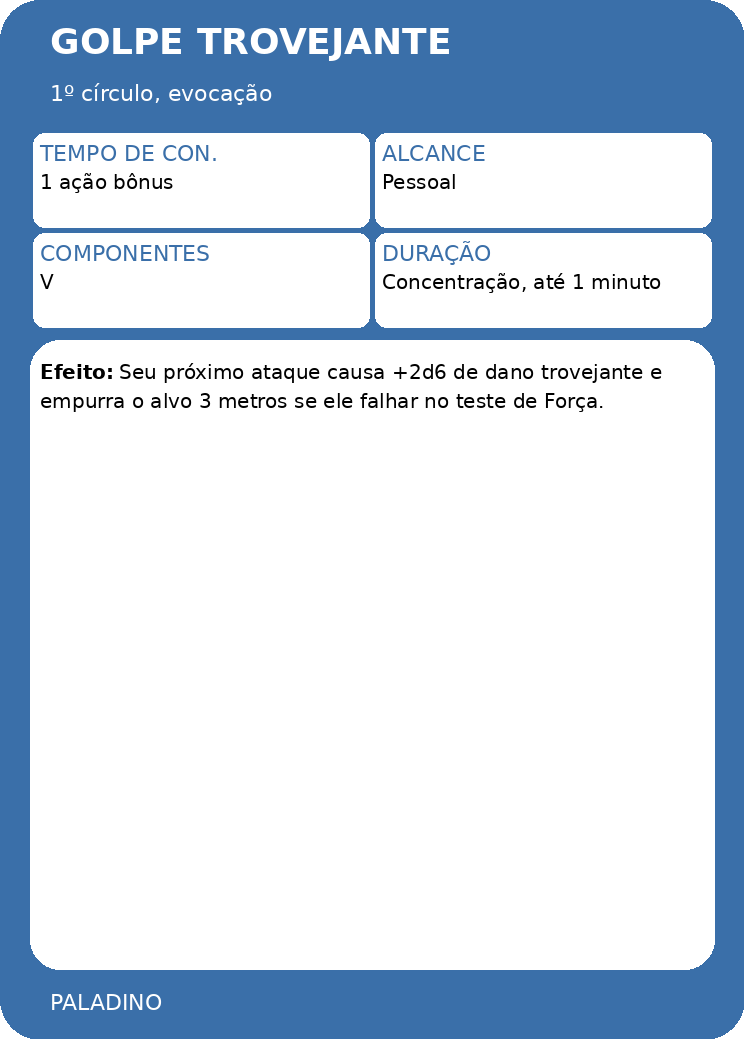 GOLPE TROVEJANTE
1º círculo, evocação
TEMPO DE CON.
1 ação bônus
ALCANCE
Pessoal
COMPONENTES
V
DURAÇÃO
Concentração, até 1 minuto
Efeito: Seu próximo ataque causa +2d6 de dano trovejante e
empurra o alvo 3 metros se ele falhar no teste de Força.
PALADINO